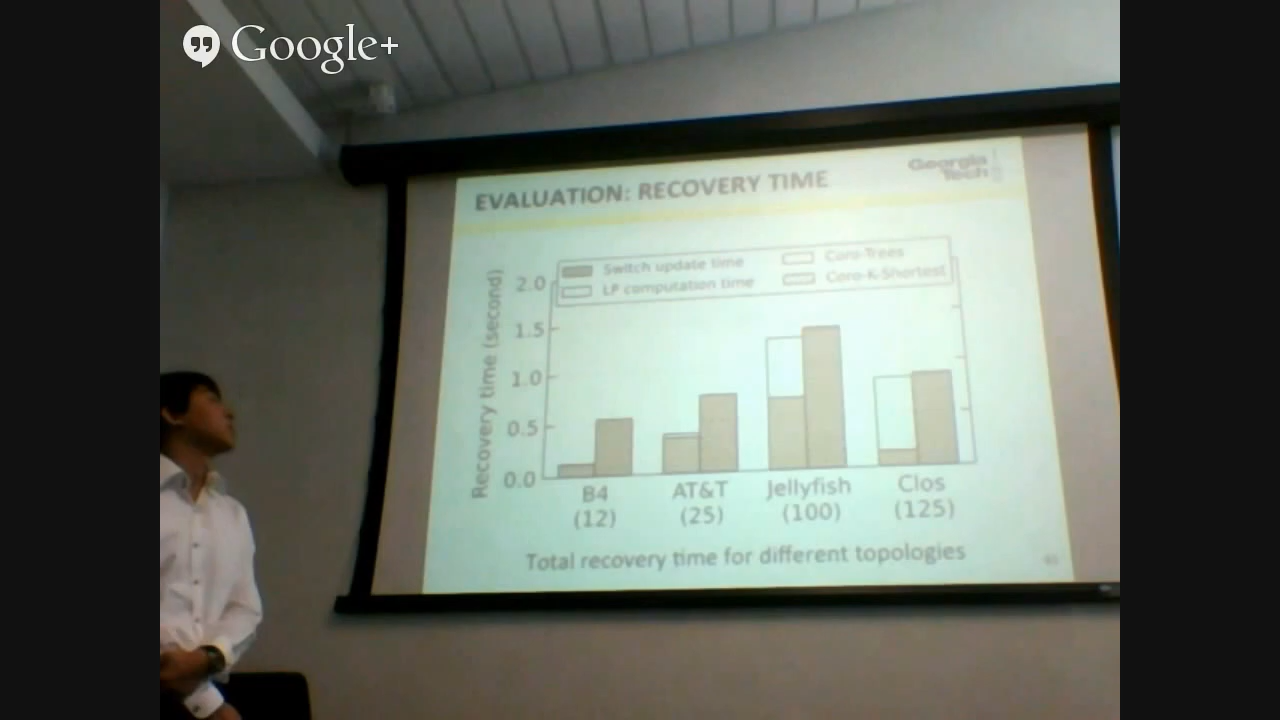 Google+
EVALUATION: RECOVERY TIME
Georgia
Tech
Switch update time
LP computation time
Coro-Trees
Coro-K-Shortest
Recovery time (second)
2.0
1.5
1.0
0.5
0.0
B4 AT&T Jellyfish Clos
(12) (25) (100) (125)
Total recovery time for different topologies